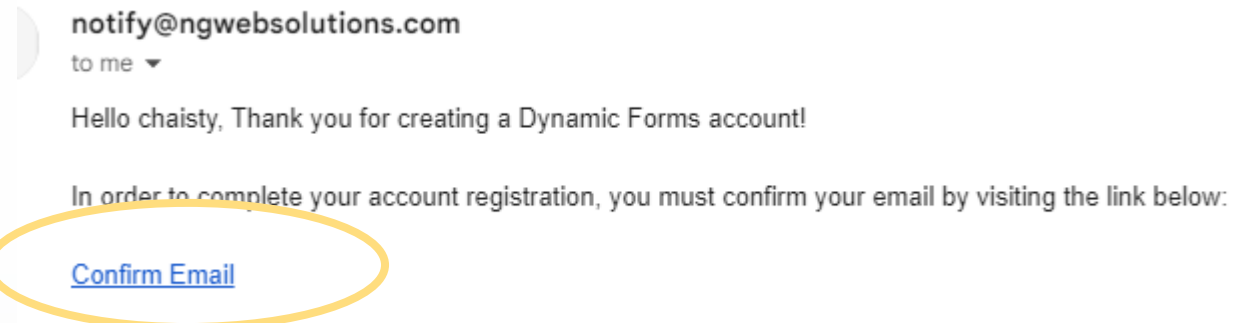 notify@ngwebsolutions.com
to me
Hello chaisty, Thank you for creating a Dynamic Forms account!
In order to complete your account registration, you must confirm your email by visiting the link below:
Confirm Email